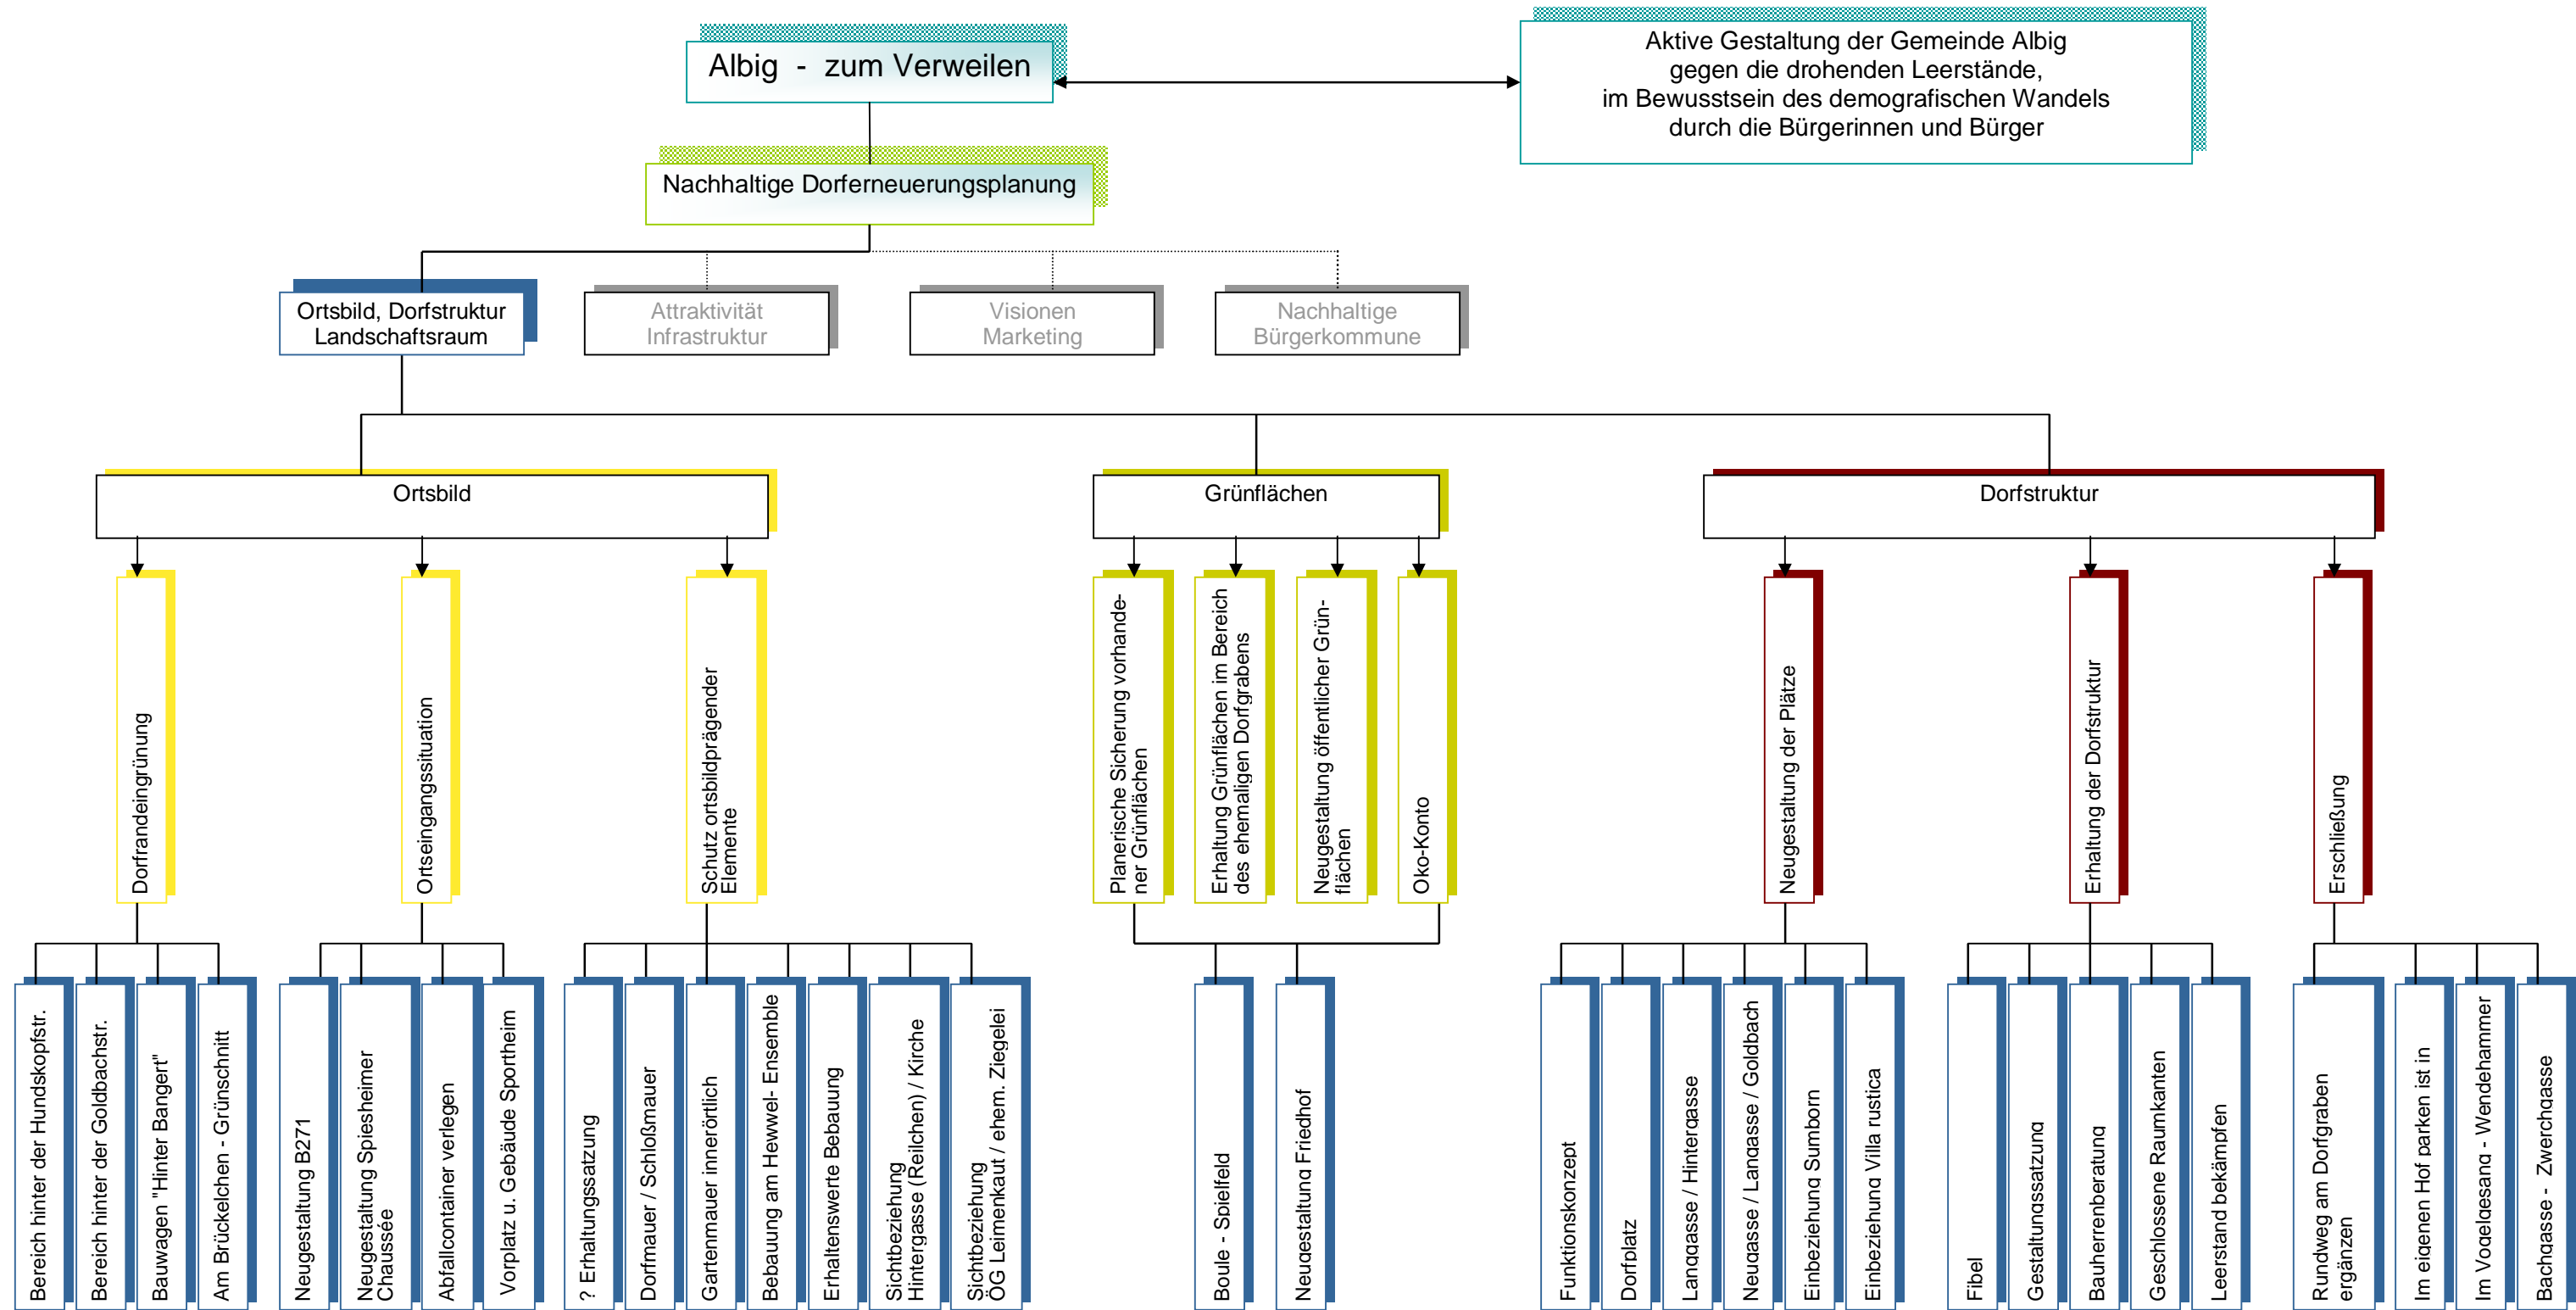 Albig - zum Verweilen
Aktive Gestaltung der Gemeinde Albig
gegen die drohenden Leerstände,
im Bewusstsein des demografischen Wandels
durch die Bürgerinnen und Bürger
Nachhaltige Dorferneuerungsplanung
Ortsbild, Dorfstruktur
Landschaftsraum
Attraktivität
Infrastruktur
Visionen
Marketing
Nachhaltige
Bürgerkommune
Ortsbild
Grünflächen
Dorfstruktur
Dorfrandeingrünung
Ortseingangssituation
Schutz ortsbildprägender
Elemente
Planerische Sicherung vorhande-
ner Grünflächen
Erhaltung Grünflächen im Bereich
des ehemaligen Dorfgrabens
Neugestaltung öffentlicher Grün-
flächen
Öko-Konto
Neugestaltung der Plätze
Erhaltung der Dorfstruktur
Erschließung
Bereich hinter der Hundskopfstr.
Bereich hinter der Goldbachstr.
Bauwagen "Hinter Bangert"
Am Brückelchen - Grünschnitt
Neugestaltung B271
Neugestaltung Spiesheimer
Chaussée
Abfallcontainer verlegen
Vorplatz u. Gebäude Sportheim
? Erhaltungssatzung
Dorfmauer / Schloßmauer
Gartenmauer innerörtlich
Bebauung am Hewwel- Ensemble
Erhaltenswerte Bebauung
Sichtbeziehung
Hintergasse (Reilchen) / Kirche
Sichtbeziehung
ÖG Leimenkaut / ehem. Ziegelei
Boule - Spielfeld
Neugestaltung Friedhof
Funktionskonzept
Dorfplatz
Langgasse / Hintergasse
Neugasse / Langasse / Goldbach
Einbeziehung Sumborn
Einbeziehung Villa rustica
Fibel
Gestaltungssatzung
Bauherrenberatung
Geschlossene Raumkanten
Leerstand bekämpfen
Rundweg am Dorfgraben
ergänzen
Im eigenen Hof parken ist in
Im Vogelgesang - Wendehammer
Bachgasse - Zwerchgasse